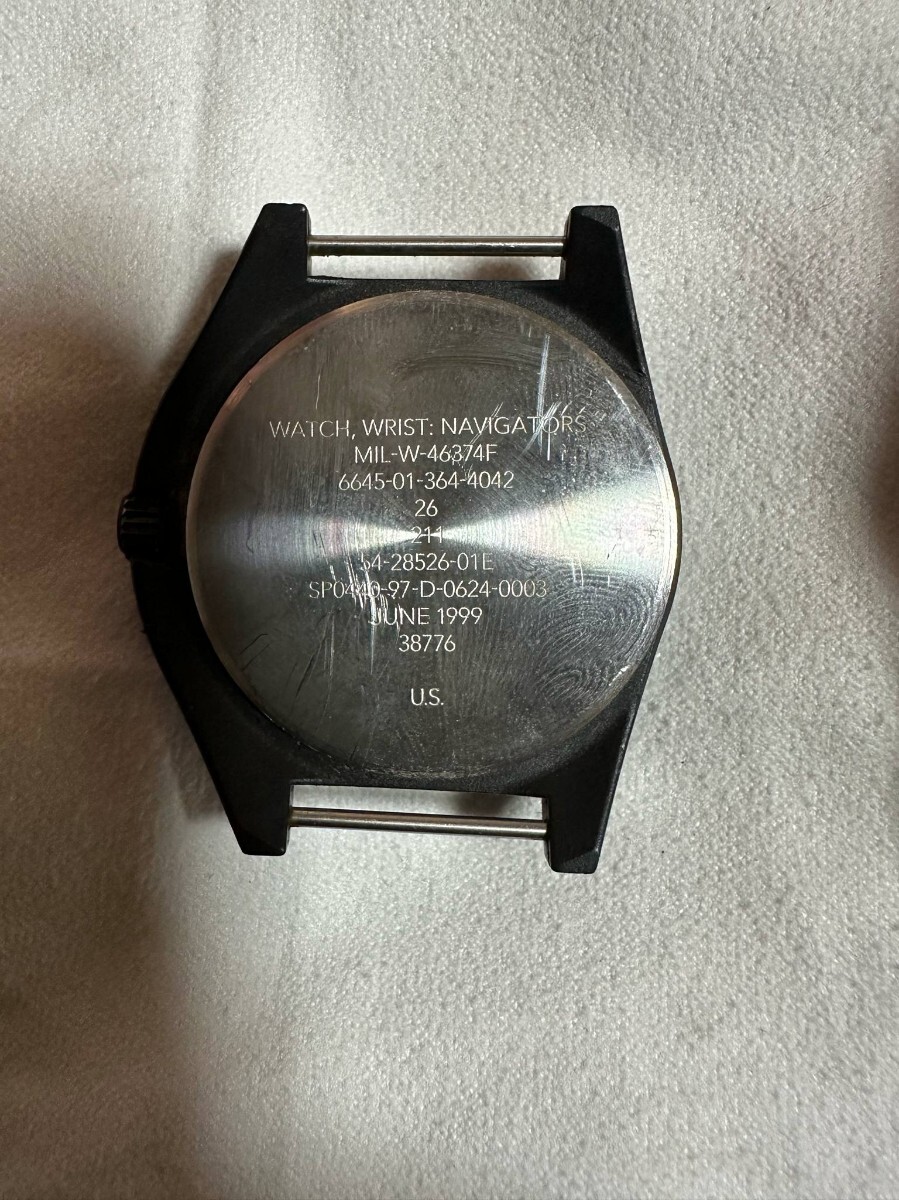 WATCH, WRIST: NAVIGATORS
MIL-W-46374F
6645-01-364-4042
26
211
54-28526-01E
SP0440-97-D-0624-0003
JUNE 1999
38776
U.S.